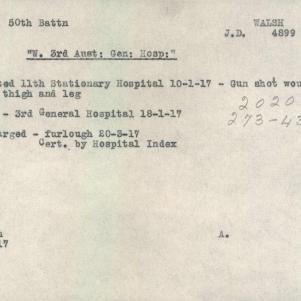 50th Battn WALSH
J.D. 4899
"W. 3rd Aust: Gen: Hosp:"
ted 11th Stationary Hospital 10-1-17 - Gun shot wou
thigh and leg
2020
- 3rd General Hospital 18-1-17
273-43
arged - furlough 20-3-17
Cert. by Hospital Index
A.
17